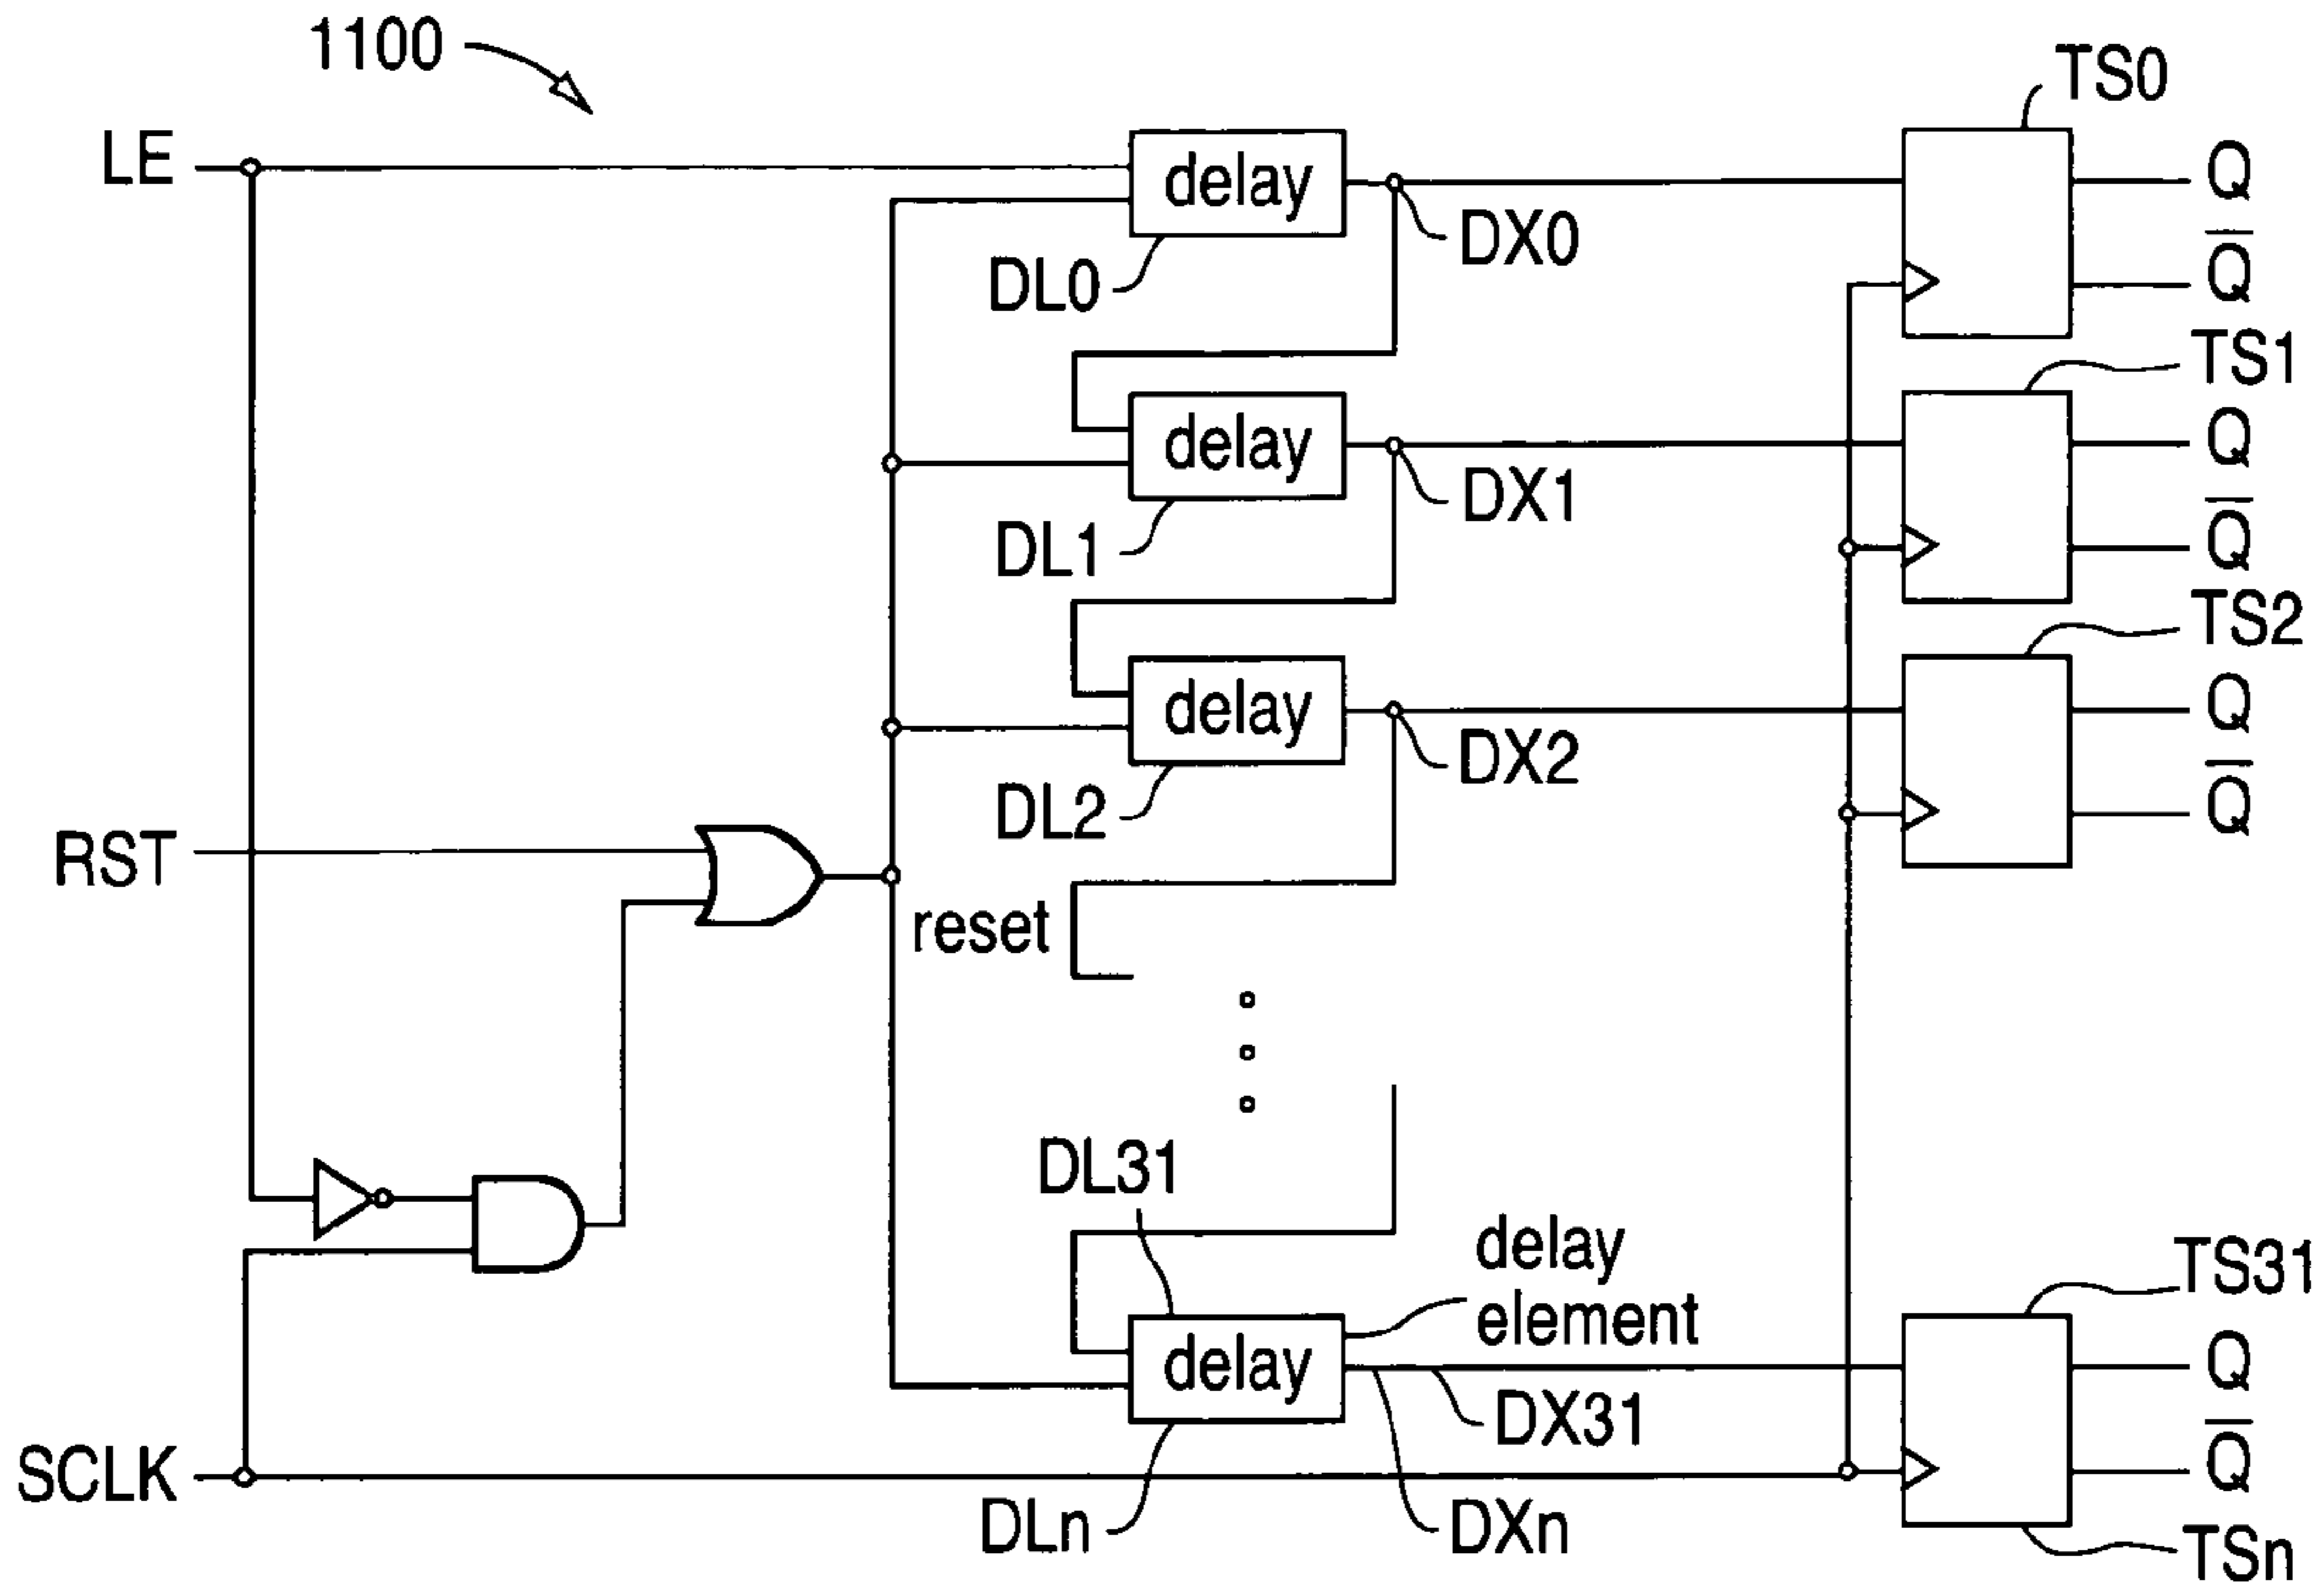 1100
TS0
LE
delay
Q
DX0
Q̅
DL0
TS1
delay
Q
DX1
Q̅
DL1
TS2
delay
Q
DX2
Q̅
DL2
RST
reset
DL31
delay
element
TS31
delay
Q
DX31
Q̅
SCLK
DLn
DXn
TSn